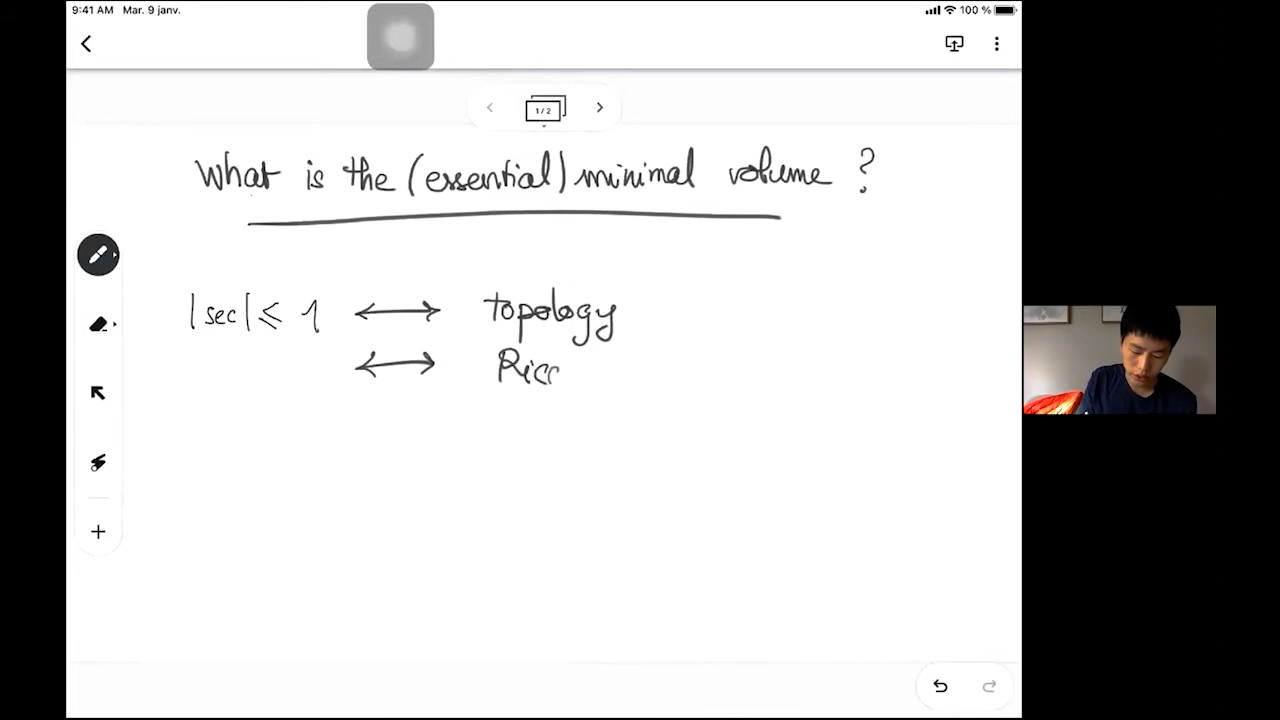 9:41 AM Mar. 9 janv. 100 %
1/2
What is the (essential) minimal volume ?
|sec| ⩽ 1 ⟷ topology
⟷ Ricc